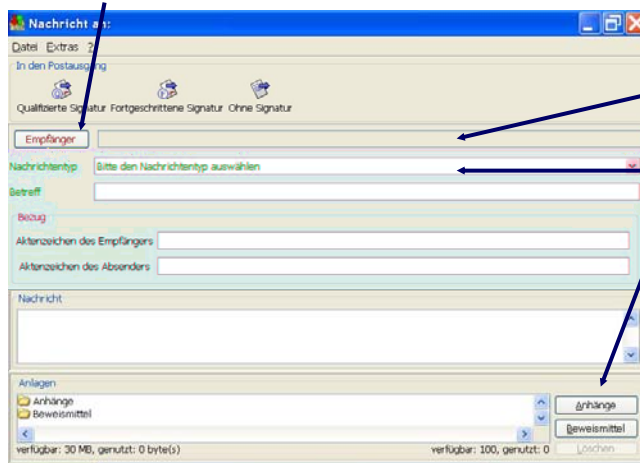 Nachricht an:
Datei Extras ?
In den Postausgang
Qualifizierte Signatur Fortgeschrittene Signatur Ohne Signatur
Empfänger
Nachrichtentyp Bitte den Nachrichtentyp auswählen
Betreff
Bezug
Aktenzeichen des Empfängers
Aktenzeichen des Absenders
Nachricht
Anlagen
Anhänge
Beweismittel
Anhänge
Beweismittel
Löschen
verfügbar: 30 MB, genutzt: 0 byte(s) verfügbar: 100, genutzt: 0